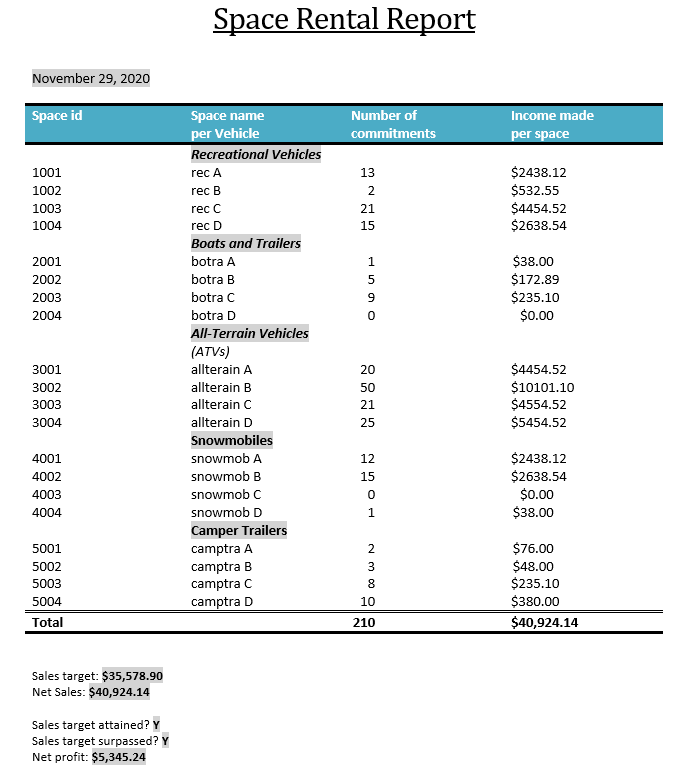 Space Rental Report
November 29, 2020
Space id Space name per Vehicle Number of commitments Income made per space
Recreational Vehicles
1001 rec A 13 $2438.12
1002 rec B 2 $532.55
1003 rec C 21 $4454.52
1004 rec D 15 $2638.54
Boats and Trailers
2001 botra A 1 $38.00
2002 botra B 5 $172.89
2003 botra C 9 $235.10
2004 botra D 0 $0.00
All-Terrain Vehicles
(ATVs)
3001 allterain A 20 $4454.52
3002 allterain B 50 $10101.10
3003 allterain C 21 $4554.52
3004 allterain D 25 $5454.52
Snowmobiles
4001 snowmob A 12 $2438.12
4002 snowmob B 15 $2638.54
4003 snowmob C 0 $0.00
4004 snowmob D 1 $38.00
Camper Trailers
5001 camptra A 2 $76.00
5002 camptra B 3 $48.00
5003 camptra C 8 $235.10
5004 camptra D 10 $380.00
Total 210 $40,924.14
Sales target: $35,578.90
Net Sales: $40,924.14
Sales target attained? Y
Sales target surpassed? Y
Net profit: $5,345.24